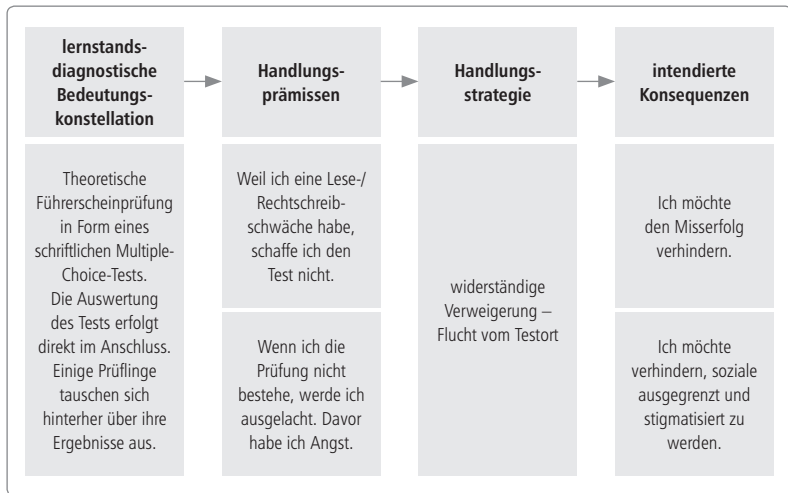 lernstands-
diagnostische
Bedeutungs-
konstellation
Handlungs-
prämissen
Handlungs-
strategie
intendierte
Konsequenzen
Theoretische
Führerscheinprüfung
in Form eines
schriftlichen Multiple-
Choice-Tests.
Die Auswertung
des Tests erfolgt
direkt im Anschluss.
Einige Prüflinge
tauschen sich
hinterher über ihre
Ergebnisse aus.
Weil ich eine Lese-/
Rechtschreib-
schwäche habe,
schaffe ich den
Test nicht.
Wenn ich die
Prüfung nicht
bestehe, werde ich
ausgelacht. Davor
habe ich Angst.
widerständige
Verweigerung –
Flucht vom Testort
Ich möchte
den Misserfolg
verhindern.
Ich möchte
verhindern, soziale
ausgegrenzt und
stigmatisiert zu
werden.